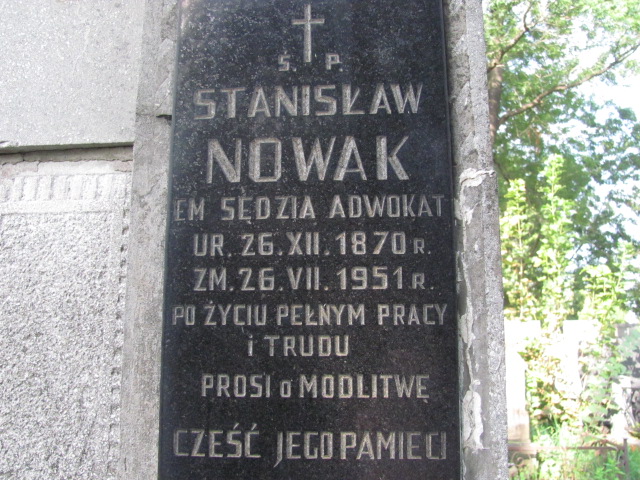 Ś. P.
STANISŁAW
NOWAK
EM SĘDZIA ADWOKAT
UR. 26. XII. 1870 R.
ZM. 26. VII. 1951 R.
PO ŻYCIU PEŁNYM PRACY
i TRUDU
PROSI o MODLITWĘ
CZEŚĆ JEGO PAMIECI